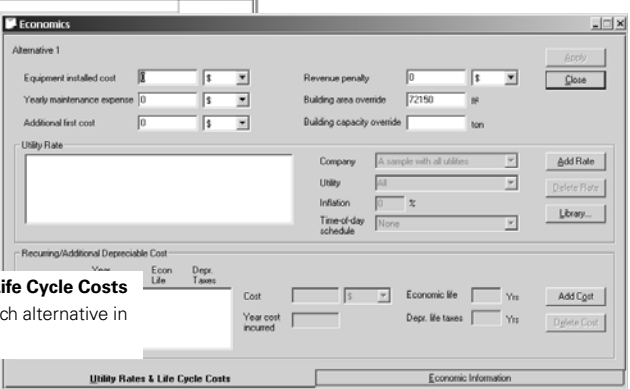 Economics
Alternative 1
Apply
Equipment installed cost 0 $ Revenue penalty 0 $ Close
Yearly maintenance expense 0 $ Building area override 72150 ft²
Additional first cost 0 $ Building capacity override ton
Utility Rate
Company A sample with all utilities Add Rate
Utility All Delete Rate
Inflation 0 %
Library...
Time-of-day schedule None
Recurring/Additional Depreciable Cost
Econ Life Depr. Taxes
ife Cycle Costs
Cost $ Economic life Yrs Add Cost
ch alternative in
Year cost incurred Depr. life taxes Yrs Delete Cost
Utility Rates & Life Cycle Costs Economic Information